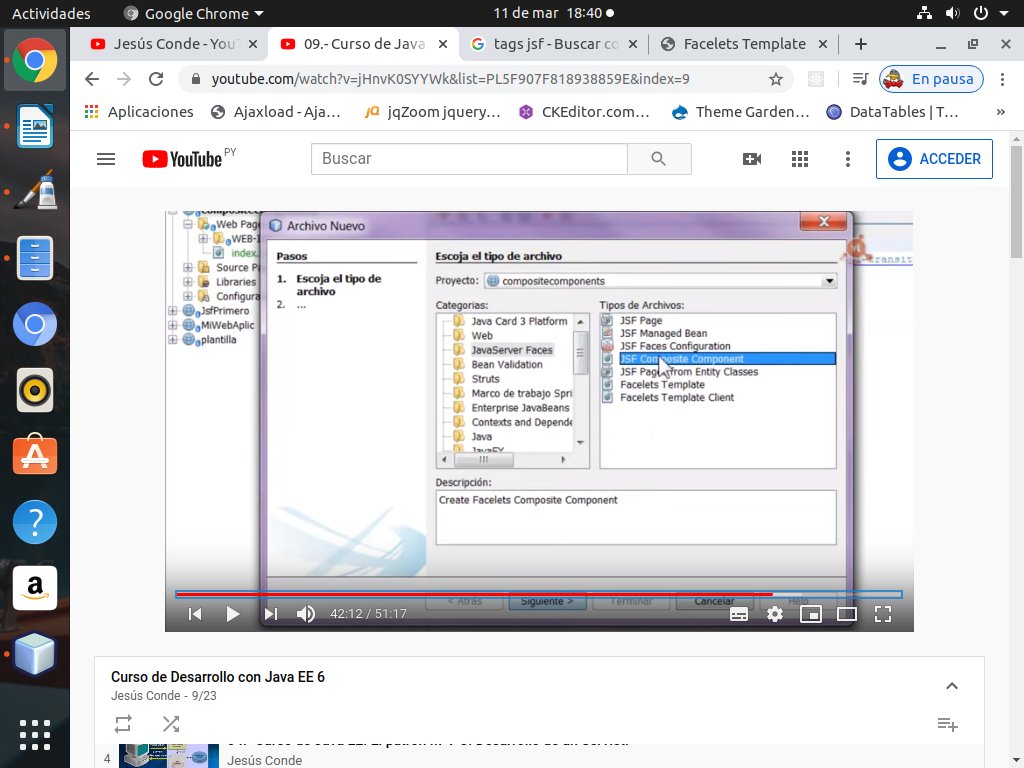 Actividades
Google Chrome
11 de mar 18:40
Jesús Conde - You
09.- Curso de Java
tags jsf - Buscar co
Facelets Template
youtube.com/watch?v=jHnvK0SYYWk&list=PL5F907F818938859E&index=9
En pausa
Aplicaciones
Ajaxload - Aja...
jqZoom jquery...
CKEditor.com...
Theme Garden...
DataTables | T...
»
YouTube PY
Buscar
ACCEDER
Web Pag
WEB-I
index.
Source P
Libraries
Configura
JsfPrimero
MiWebAplic
plantilla
Archivo Nuevo
Pasos
1. Escoja el tipo de
archivo
2. ...
Escoja el tipo de archivo
Proyecto: compositecomponents
Categorías:
Java Card 3 Platform
Web
JavaServer Faces
Bean Validation
Struts
Marco de trabajo Spri
Enterprise JavaBeans
Contexts and Depende
Java
JavaFX
Tipos de Archivos:
JSF Page
JSF Managed Bean
JSF Faces Configuration
JSF Composite Component
JSF Pages from Entity Classes
Facelets Template
Facelets Template Client
Descripción:
Create Facelets Composite Component
-transit
< Atrás
Siguiente >
Terminar
Cancelar
Help
42:12 / 51:17
Curso de Desarrollo con Java EE 6
Jesús Conde - 9/23
4
Jesús Conde